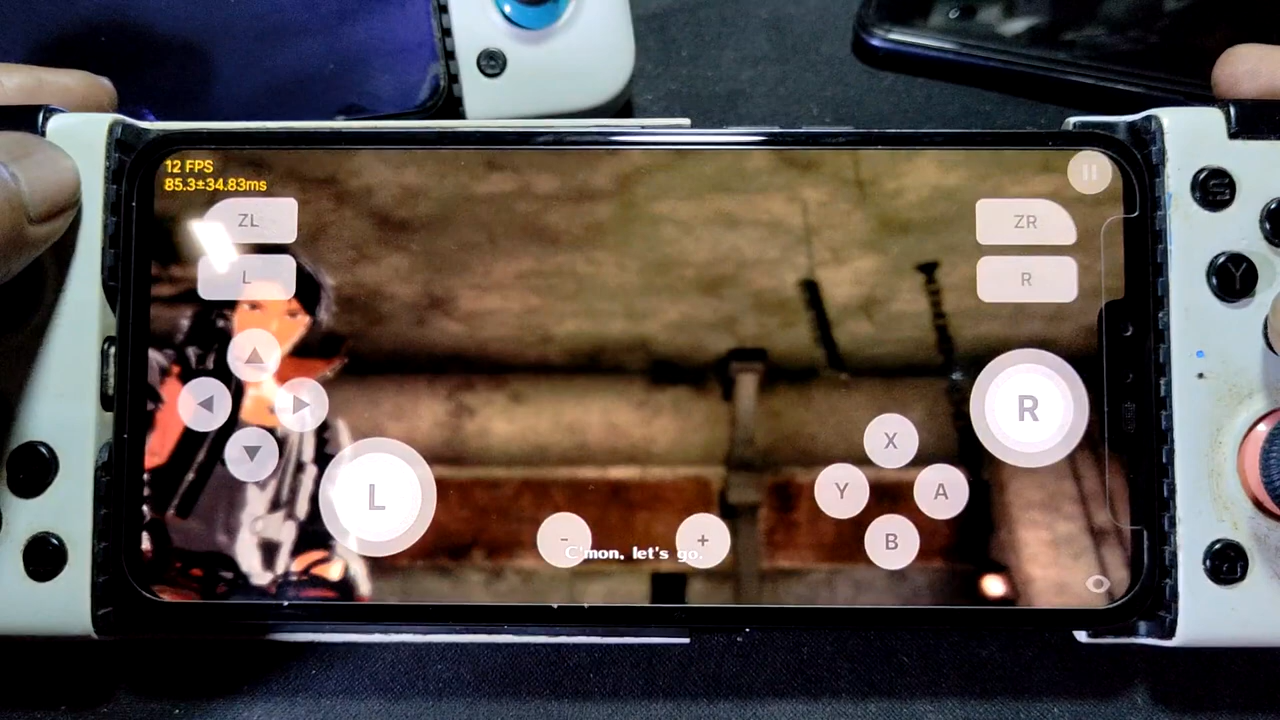 12 FPS
85.3±34.83ms
ZL
ZR
L
R
R
L
X
Y
A
B
-
+
C'mon, let's go.
Y